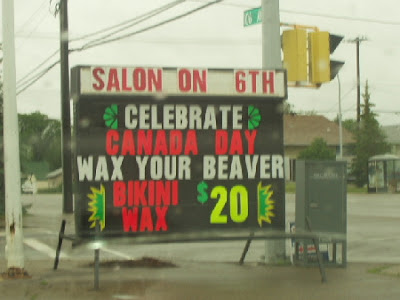 SALON ON 6TH
CELEBRATE
CANADA DAY
WAX YOUR BEAVER
BIKINI
WAX
$20